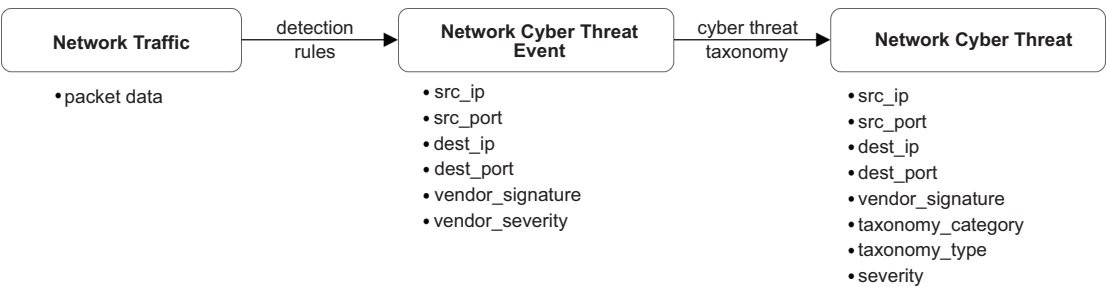 Network Traffic
detection
rules
Network Cyber Threat
Event
cyber threat
taxonomy
Network Cyber Threat
• packet data
• src_ip
• src_port
• dest_ip
• dest_port
• vendor_signature
• vendor_severity
• src_ip
• src_port
• dest_ip
• dest_port
• vendor_signature
• taxonomy_category
• taxonomy_type
• severity